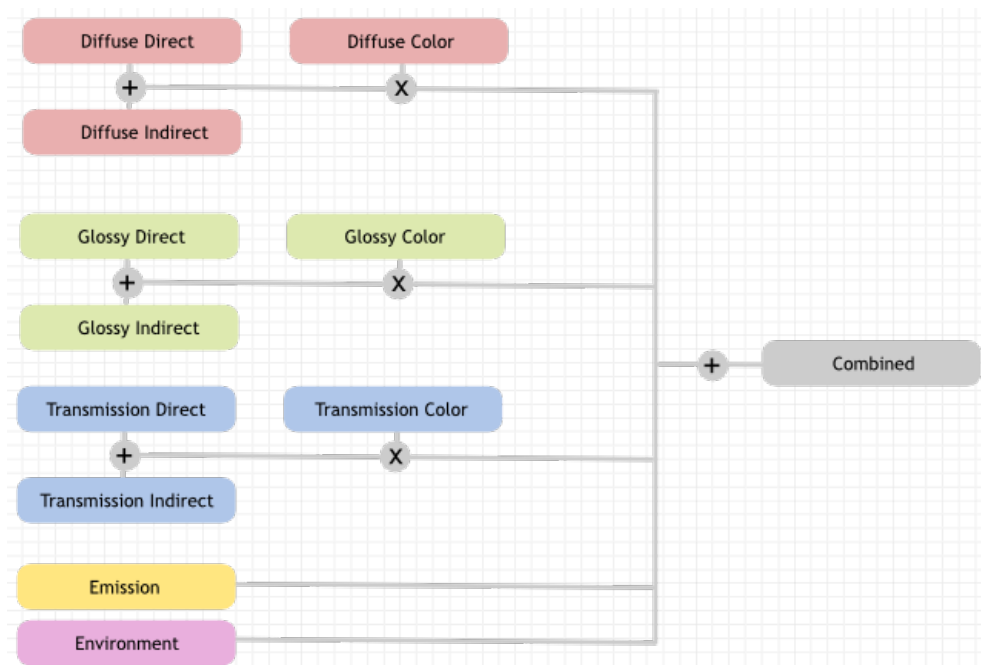 Diffuse Direct
Diffuse Color
+
x
Diffuse Indirect
Glossy Direct
Glossy Color
+
x
Glossy Indirect
+
Combined
Transmission Direct
Transmission Color
+
x
Transmission Indirect
Emission
Environment